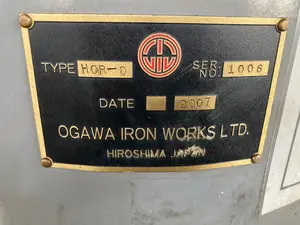 TYPE HOR-D SER. NO. 1006
DATE 2007
OGAWA IRON WORKS LTD.
HIROSHIMA JAPAN